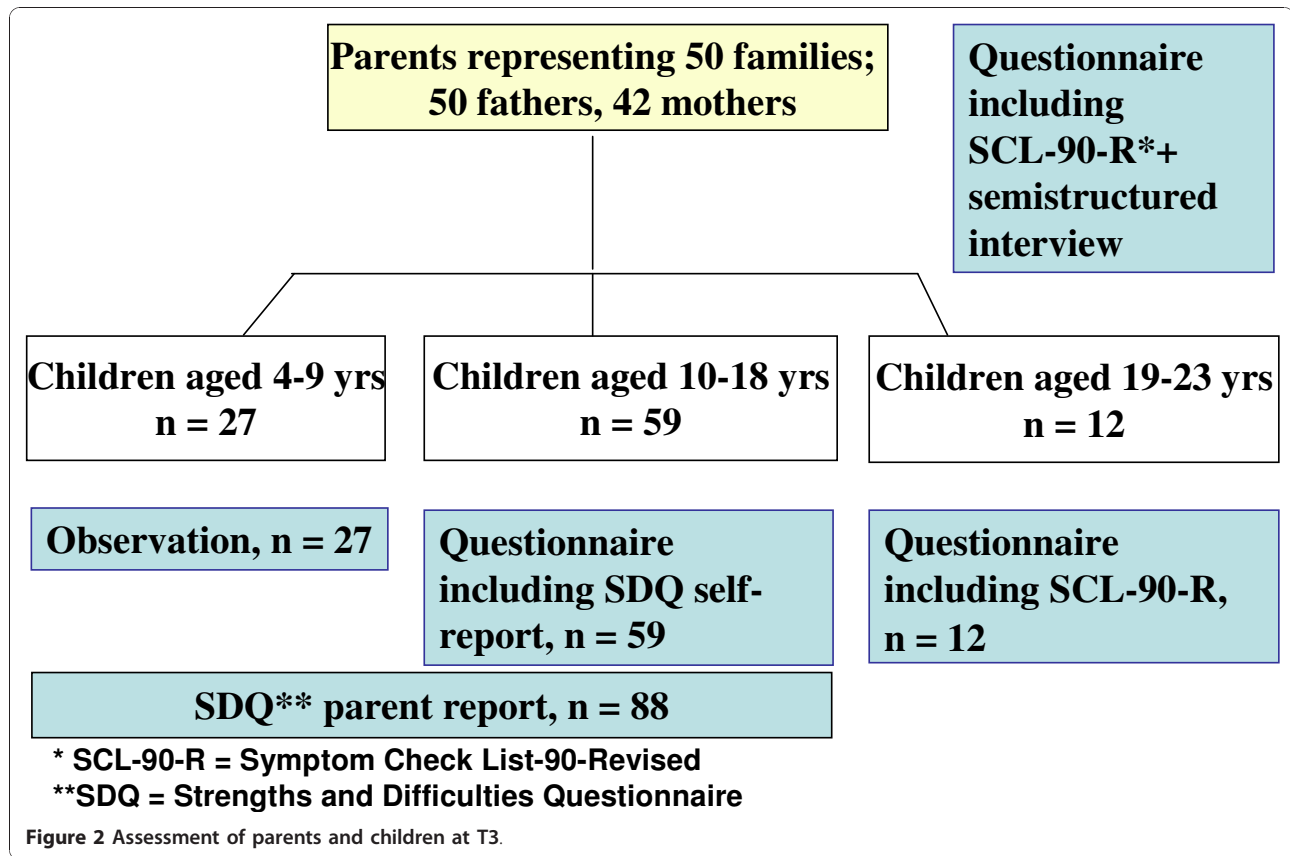 Parents representing 50 families;
50 fathers, 42 mothers
Questionnaire
including
SCL-90-R*+
semistructured
interview
Children aged 4-9 yrs
n = 27
Children aged 10-18 yrs
n = 59
Children aged 19-23 yrs
n = 12
Observation, n = 27
Questionnaire
including SDQ self-
report, n = 59
Questionnaire
including SCL-90-R,
n = 12
SDQ** parent report, n = 88
* SCL-90-R = Symptom Check List-90-Revised
**SDQ = Strengths and Difficulties Questionnaire
Figure 2 Assessment of parents and children at T3.